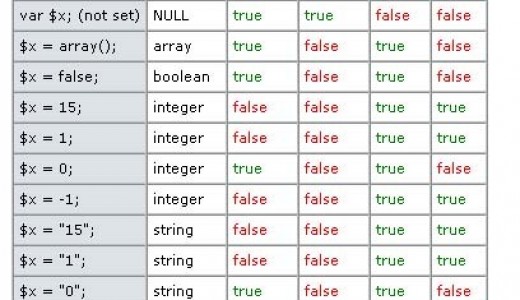 var $x; (not set) NULL true true false false
$x = array(); array true false true false
$x = false; boolean true false true false
$x = 15; integer false false true true
$x = 1; integer false false true true
$x = 0; integer true false true false
$x = -1; integer false false true true
$x = "15"; string false false true true
$x = "1"; string false false true true
$x = "0"; string true false true false